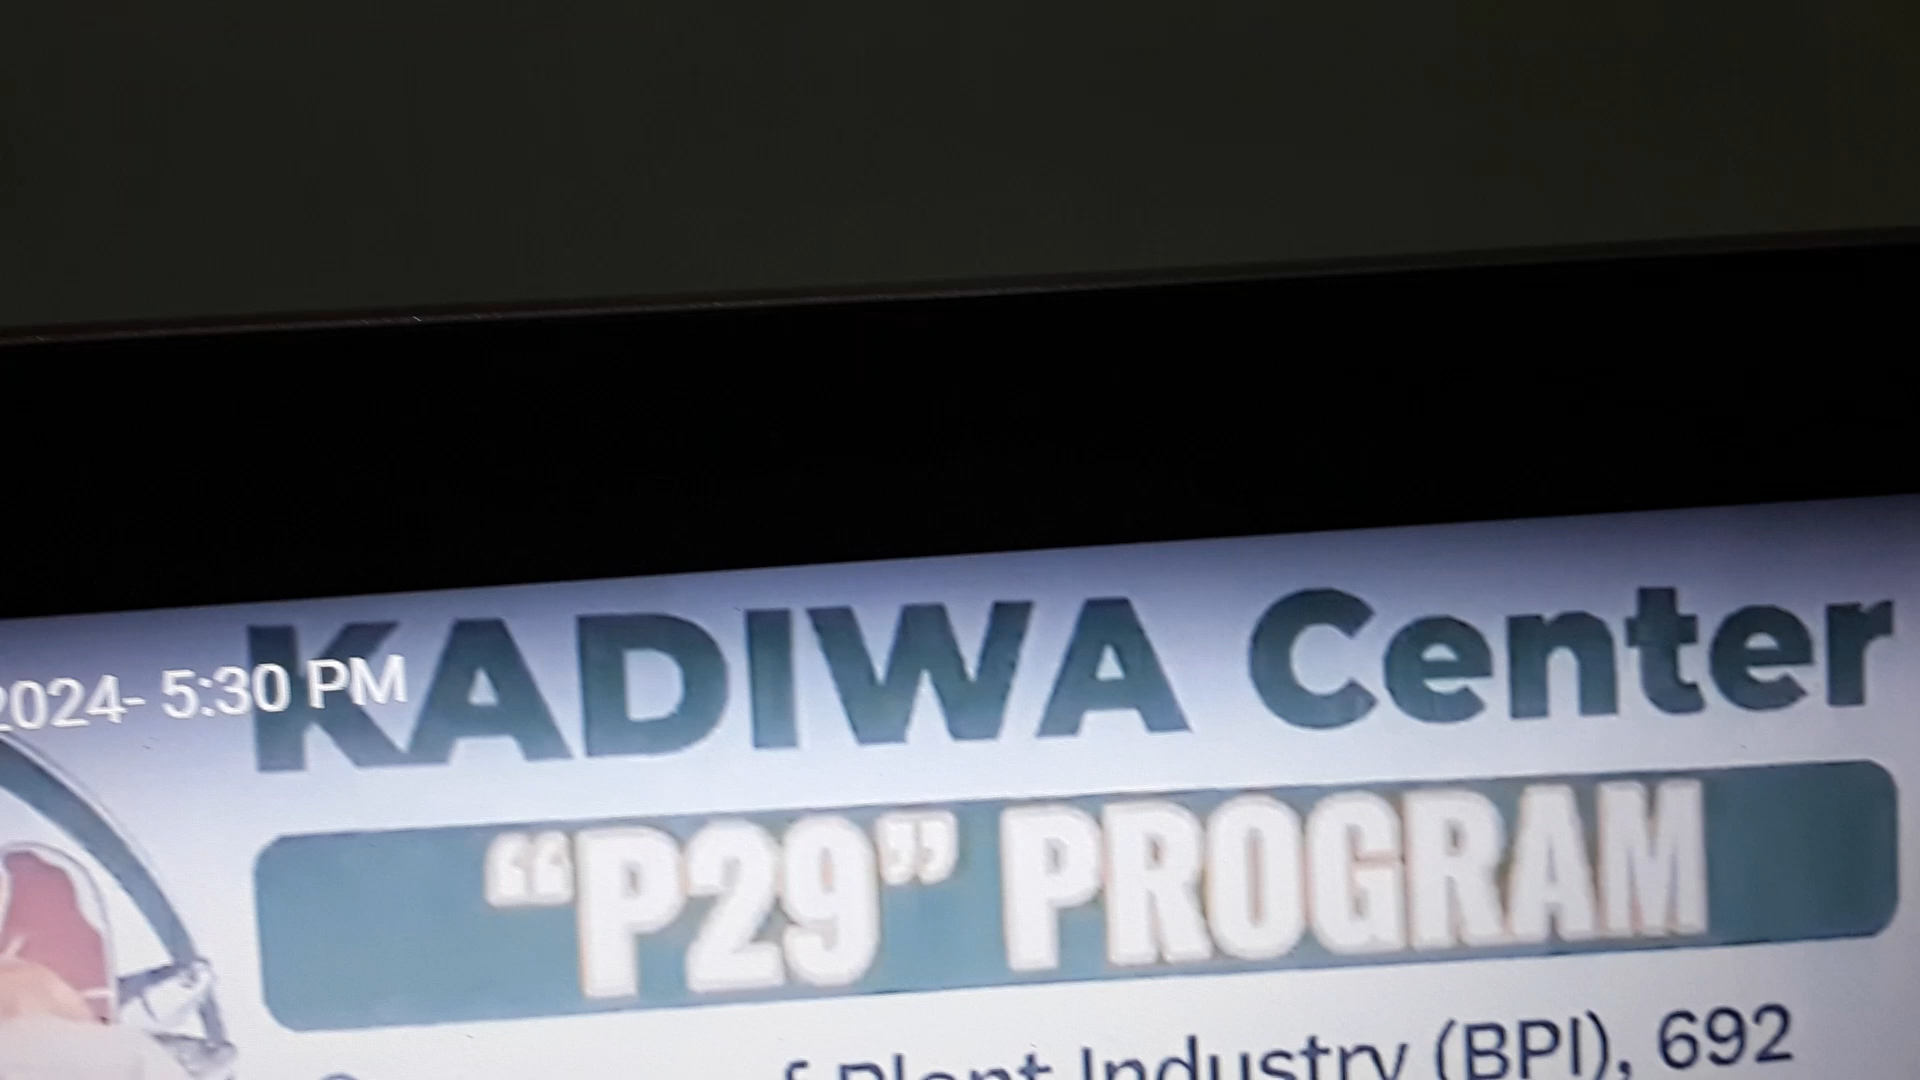 KADIWA Center
2024- 5:30 PM
"P29" PROGRAM
Plant Industry (BPI), 692